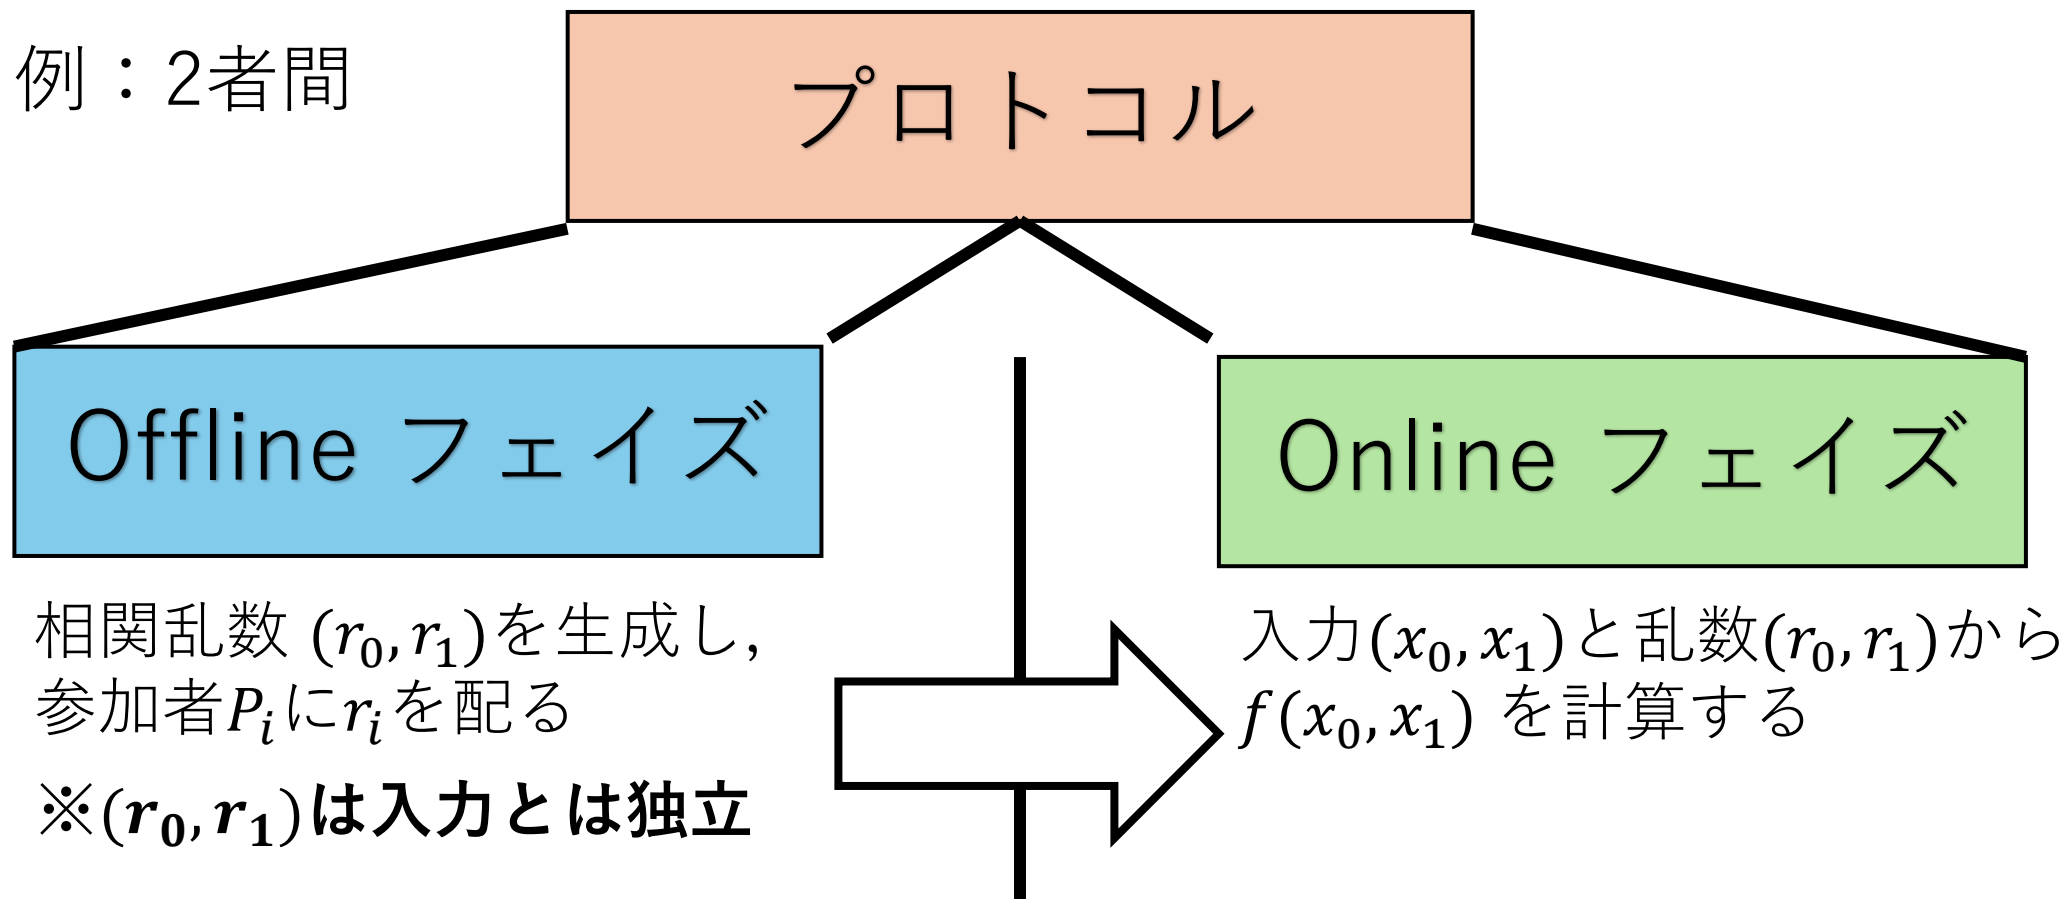 例：2者間
プロトコル
Offline フェイズ
Online フェイズ
相関乱数 (r₀, r₁)を生成し,
参加者Pᵢにrᵢを配る
※(r₀, r₁)は入力とは独立
入力(x₀, x₁)と乱数(r₀, r₁)から
f(x₀, x₁) を計算する